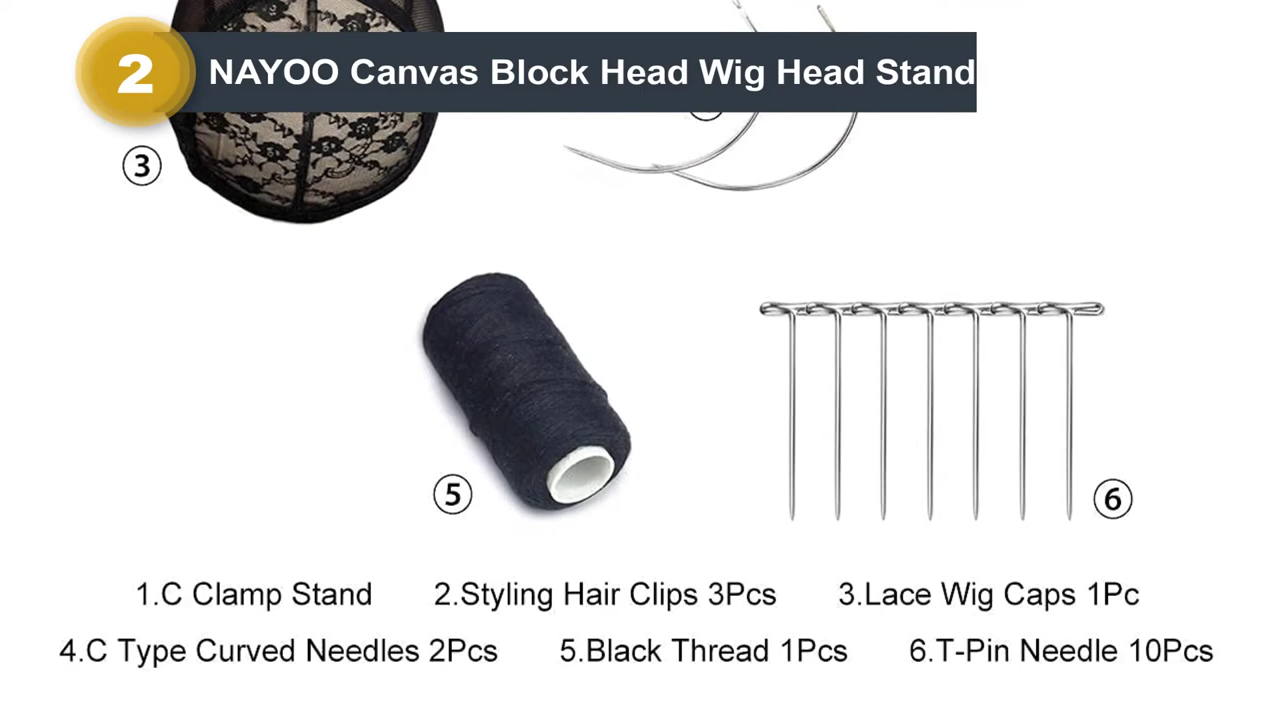 2 NAYOO Canvas Block Head Wig Head Stand
3
5
6
1.C Clamp Stand 2.Styling Hair Clips 3Pcs 3.Lace Wig Caps 1Pc
4.C Type Curved Needles 2Pcs 5.Black Thread 1Pcs 6.T-Pin Needle 10Pcs